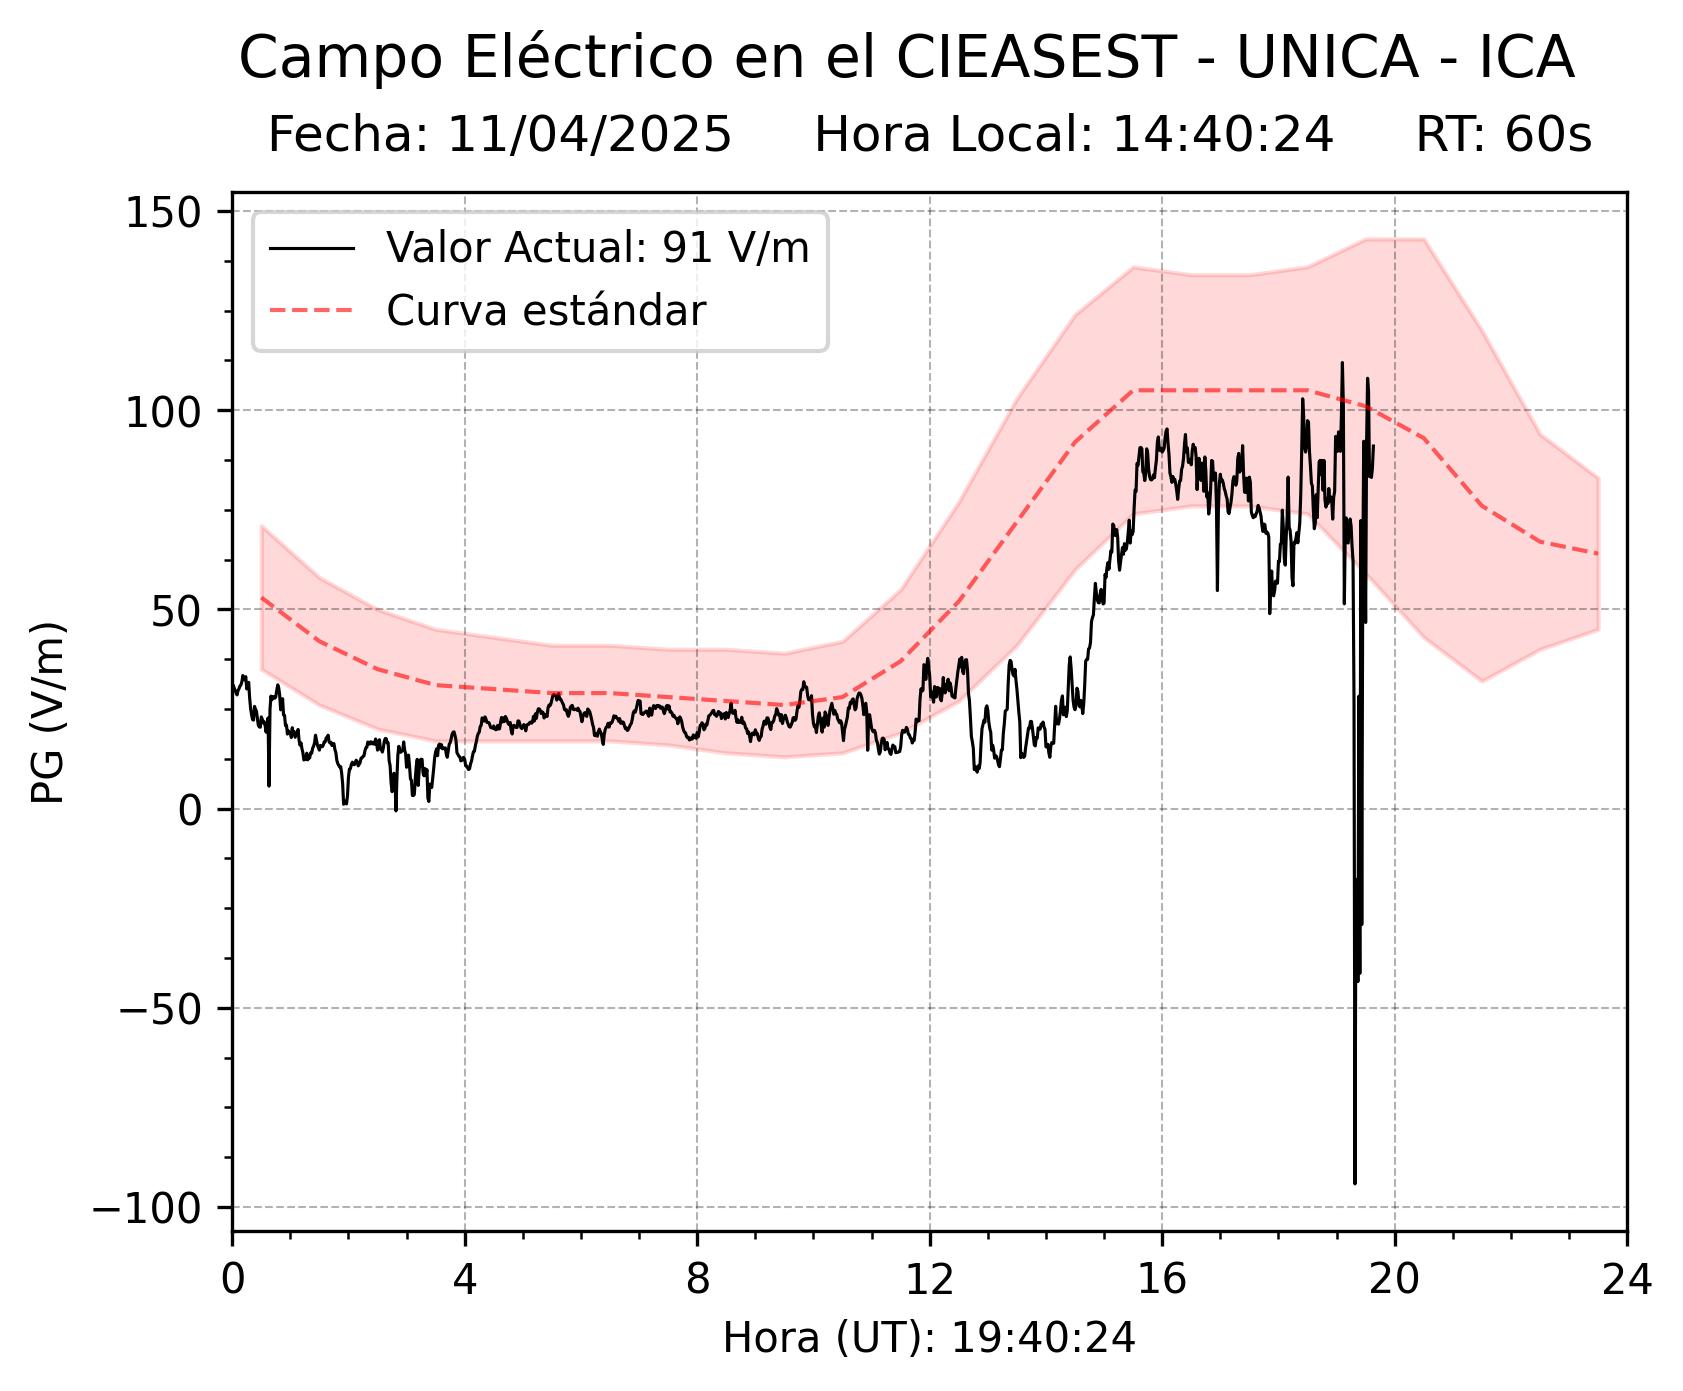 Campo Eléctrico en el CIEASEST - UNICA - ICA
Fecha: 11/04/2025 Hora Local: 14:40:24 RT: 60s
Valor Actual: 91 V/m
Curva estándar
PG (V/m)
150
100
50
0
−50
−100
0 4 8 12 16 20 24
Hora (UT): 19:40:24